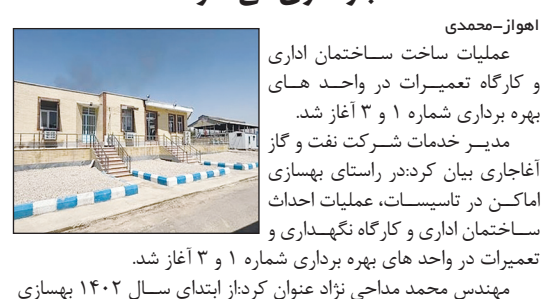 اهواز-محمدی
عملیات ساخت ساختمان اداری
و کارگاه تعمیرات در واحد های
بهره برداری شماره ۱ و ۳ آغاز شد.
مدیر خدمات شرکت نفت و گاز
آغاجاری بیان کرد:در راستای بهسازی
اماکن در تاسیسات، عملیات احداث
ساختمان اداری و کارگاه نگهداری و
تعمیرات در واحد های بهره برداری شماره ۱ و ۳ آغاز شد.
مهندس محمد مداحی نژاد عنوان کرد:از ابتدای سال ۱۴۰۲ بهسازی